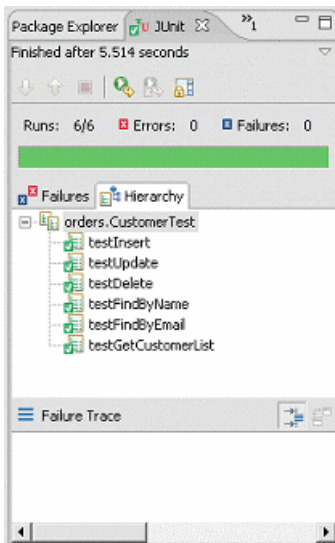 Package Explorer JUnit »1
Finished after 5.514 seconds
Runs: 6/6 Errors: 0 Failures: 0
Failures Hierarchy
orders.CustomerTest
testInsert
testUpdate
testDelete
testFindByName
testFindByEmail
testGetCustomerList
Failure Trace